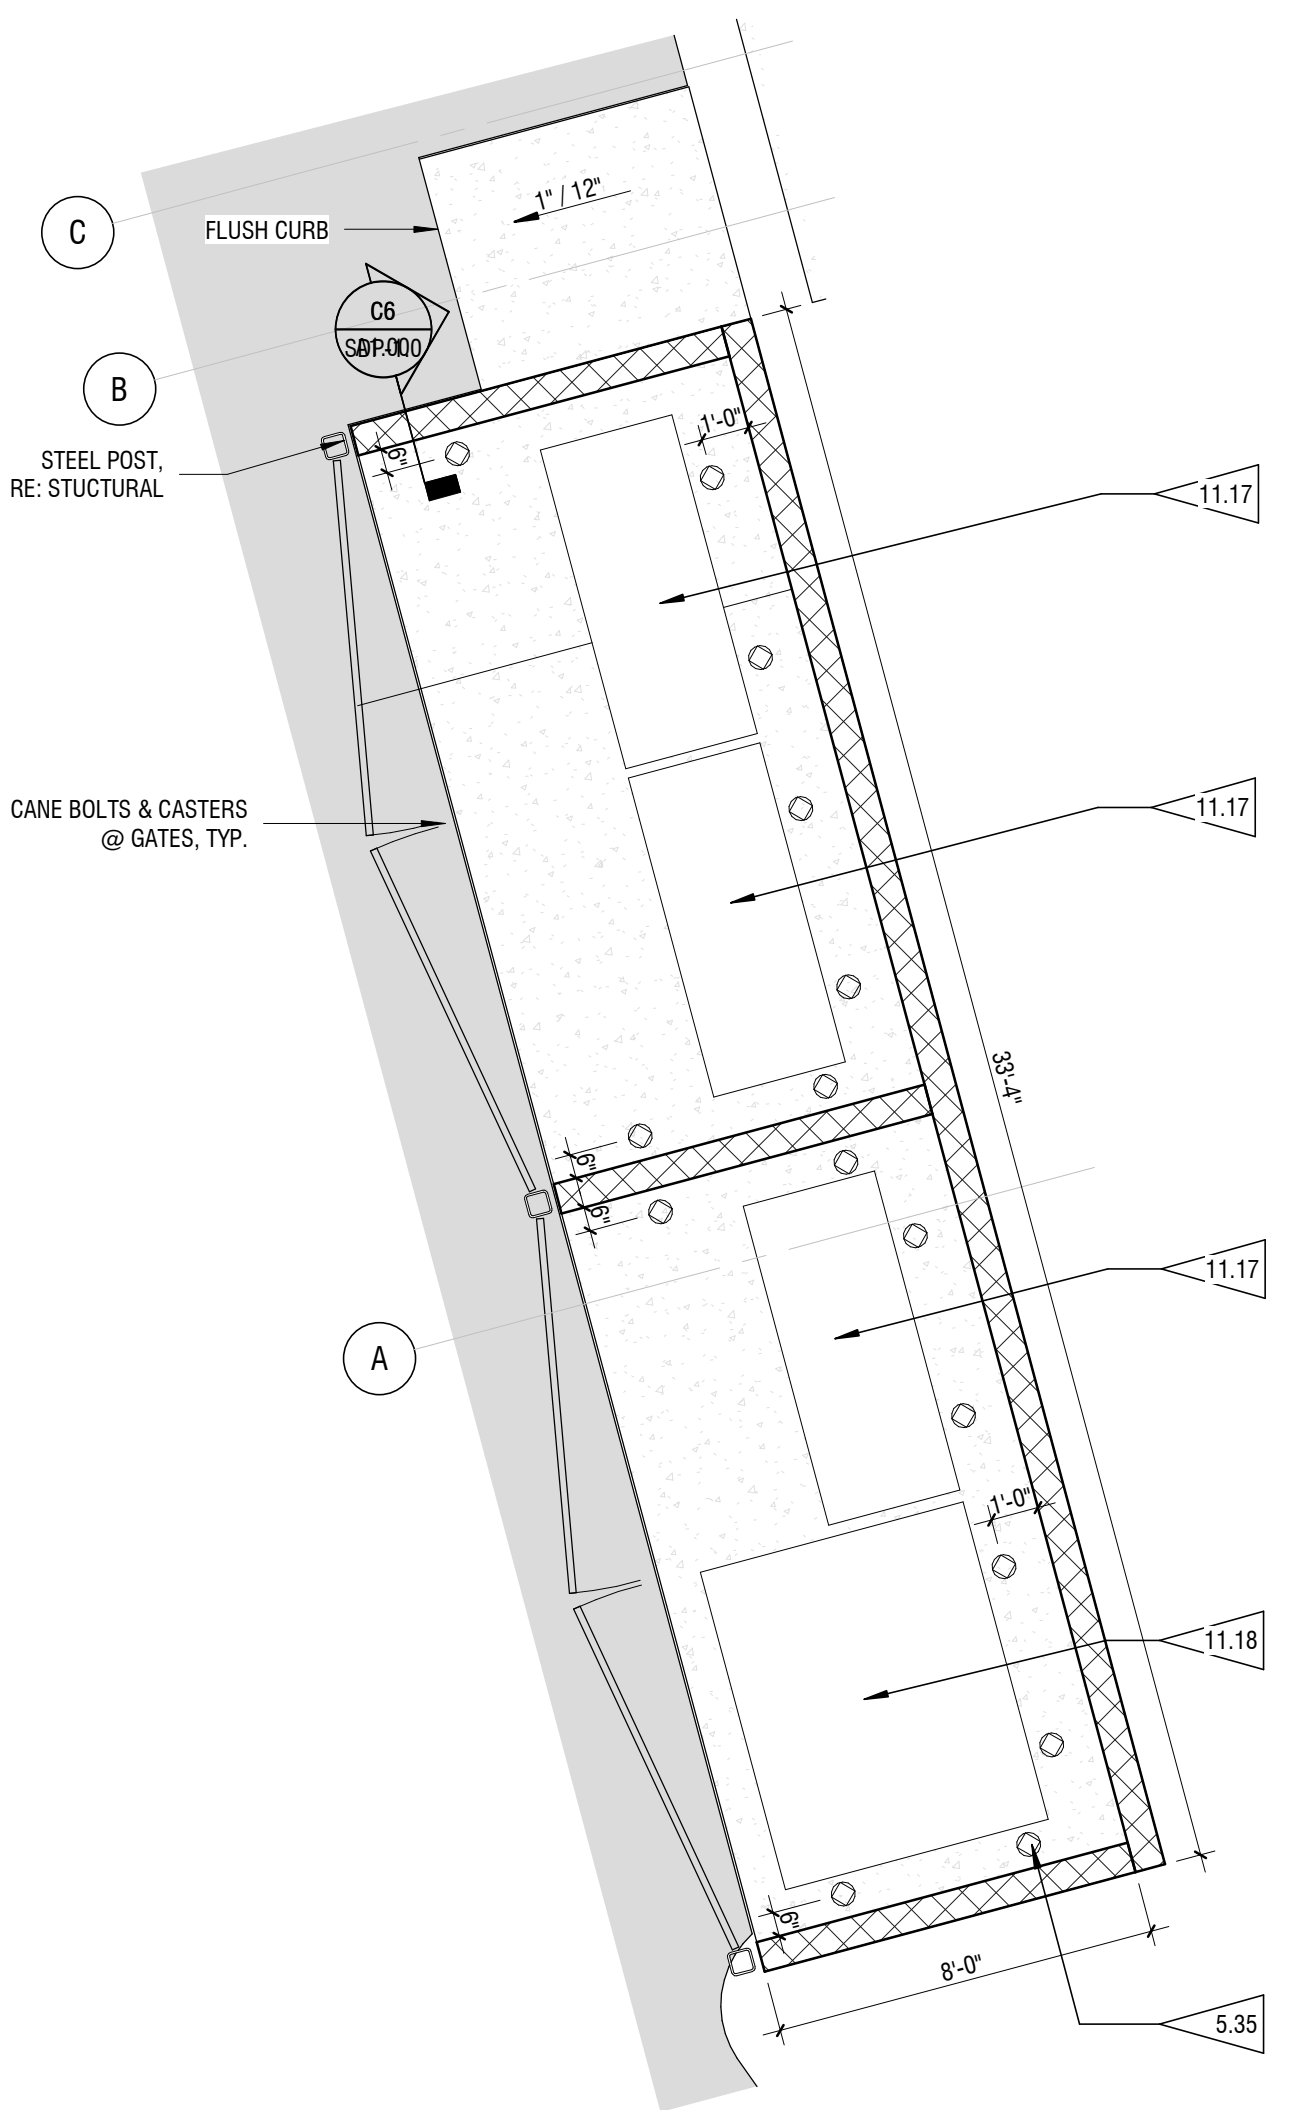 1" / 12"
C
FLUSH CURB
C6
B
1'-0"
6"
STEEL POST,
RE: STUCTURAL
11.17
CANE BOLTS & CASTERS
@ GATES, TYP.
11.17
33'-4"
6"
6"
11.17
A
1'-0"
11.18
6"
8'-0"
5.35